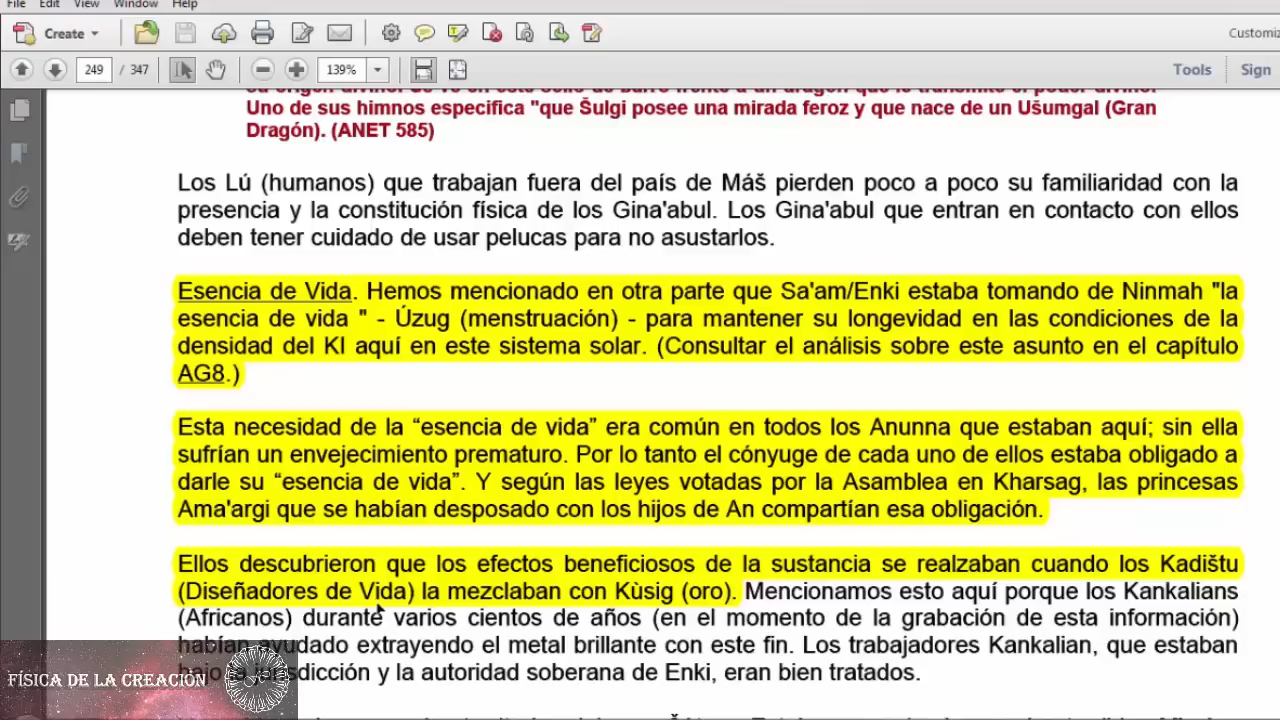 File Edit View Window Help
Create
Customiz
249 / 347
139%
Tools Sign
Uno de sus himnos especifica "que Šulgi posee una mirada feroz y que nace de un Ušumgal (Gran
Dragón). (ANET 585)
Los Lú (humanos) que trabajan fuera del país de Máš pierden poco a poco su familiaridad con la
presencia y la constitución física de los Gina'abul. Los Gina'abul que entran en contacto con ellos
deben tener cuidado de usar pelucas para no asustarlos.
Esencia de Vida. Hemos mencionado en otra parte que Sa'am/Enki estaba tomando de Ninmah "la
esencia de vida " - Úzug (menstruación) - para mantener su longevidad en las condiciones de la
densidad del KI aquí en este sistema solar. (Consultar el análisis sobre este asunto en el capítulo
AG8.)
Esta necesidad de la “esencia de vida” era común en todos los Anunna que estaban aquí; sin ella
sufrían un envejecimiento prematuro. Por lo tanto el cónyuge de cada uno de ellos estaba obligado a
darle su “esencia de vida”. Y según las leyes votadas por la Asamblea en Kharsag, las princesas
Ama'argi que se habían desposado con los hijos de An compartían esa obligación.
Ellos descubrieron que los efectos beneficiosos de la sustancia se realzaban cuando los Kadištu
(Diseñadores de Vida) la mezclaban con Kùsig (oro). Mencionamos esto aquí porque los Kankalians
(Africanos) durante varios cientos de años (en el momento de la grabación de esta información)
habían ayudado extrayendo el metal brillante con este fin. Los trabajadores Kankalian, que estaban
bajo la jurisdicción y la autoridad soberana de Enki, eran bien tratados.
FÍSICA DE LA CREACIÓN